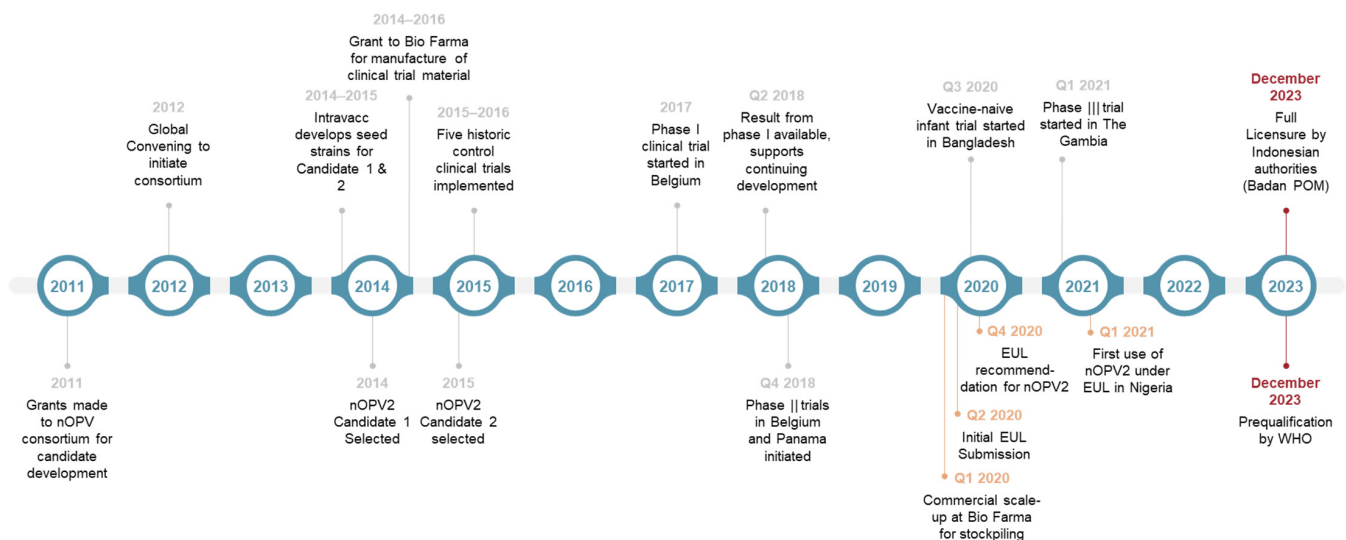 2014–2016
Grant to Bio Farma
for manufacture of
clinical trial material
2012
Global
Convening to
initiate
consortium
2014–2015
Intravacc
develops seed
strains for
Candidate 1 &
2
2015–2016
Five historic
control
clinical trials
implemented
2017
Phase I
clinical trial
started in
Belgium
Q2 2018
Result from
phase I available,
supports
continuing
development
Q3 2020
Vaccine-naive
infant trial started
in Bangladesh
Q1 2021
Phase ||| trial
started in The
Gambia
December
2023
Full
Licensure by
Indonesian
authorities
(Badan POM)
2011
2012
2013
2014
2015
2016
2017
2018
2019
2020
2021
2022
2023
2011
Grants made
to nOPV
consortium for
candidate
development
2014
nOPV2
Candidate 1
Selected
2015
nOPV2
Candidate 2
selected
Q4 2018
Phase || trials
in Belgium
and Panama
initiated
Q4 2020
EUL
recommend-
dation for nOPV2
Q2 2020
Initial EUL
Submission
Q1 2020
Commercial scale-
up at Bio Farma
for stockpiling
Q1 2021
First use of
nOPV2 under
EUL in Nigeria
December
2023
Prequalification
by WHO